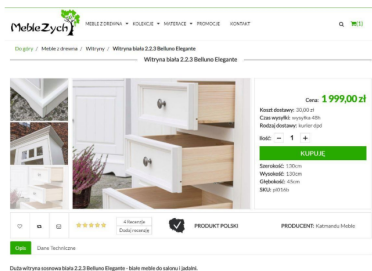 MebleZych
MEBLE Z DREWNA KOLEKCJE MATERACE PROMOCJE KONTAKT
Do góry / Meble z drewna / Witryny / Witryna biała 2.2.3 Belluno Elegante
Witryna biała 2.2.3 Belluno Elegante
Cena: 1 999,00 zł
Koszt dostawy: 20,00 zł
Czas wysyłki: wysyłka 48h
Rodzaj dostawy: kurier dpd
Ilość: − 1 +
KUPUJĘ
Szerokość: 130cm
Wysokość: 130cm
Głębokość: 45cm
SKU:
4 Recenzje
Dodaj recenzję
PRODUKT POLSKI
PRODUCENT: Katmandu Meble
Opis Dane Techniczne
Duża witryna sosnowa biała 2.2.3 Belluno Elegante - białe meble do salonu i jadalni.